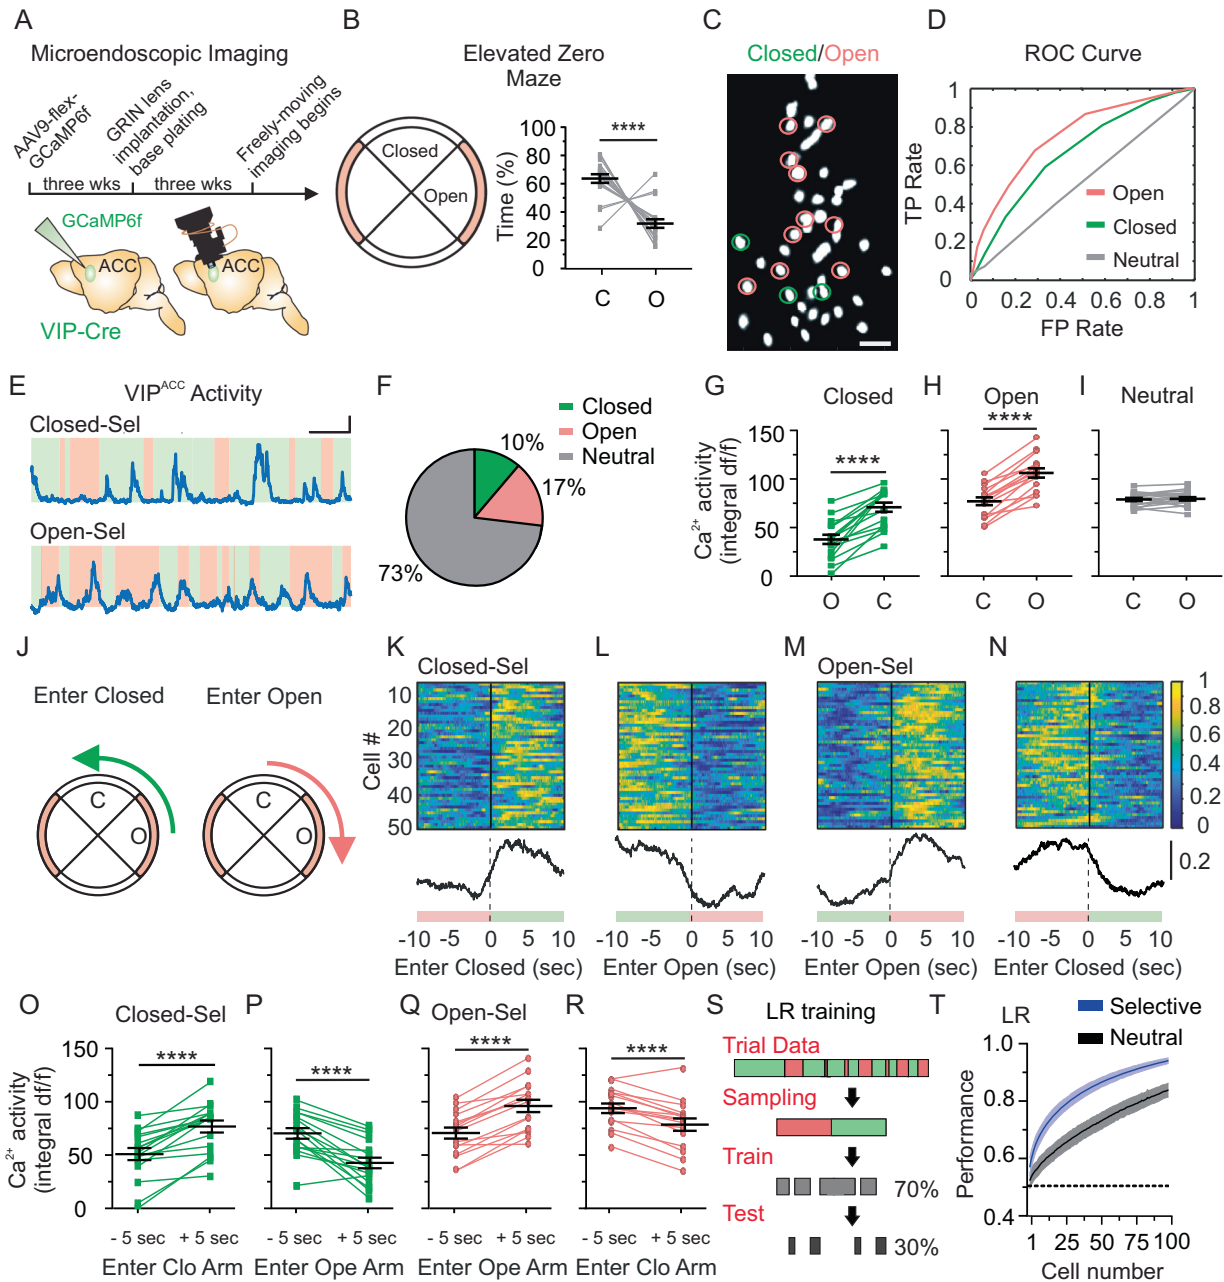 A
Microendoscopic Imaging
AAV9-flex-
GCaMP6f
GRIN lens
implantation,
base plating
Freely-moving
imaging begins
three wks
three wks
GCaMP6f
ACC
ACC
VIP-Cre
B
Elevated Zero
Maze
Closed
Open
Time (%)
100
80
60
40
20
0
****
C
O
C
Closed/Open
D
ROC Curve
TP Rate
1
0.8
0.6
0.4
0.2
0
Open
Closed
Neutral
0
0.2
0.4
0.6
0.8
1
FP Rate
E
VIP^ACC Activity
Closed-Sel
Open-Sel
F
Closed
Open
Neutral
10%
17%
73%
G
Closed
Ca2+ activity
(integral df/f)
150
100
50
0
****
O
C
H
Open
****
C
O
I
Neutral
C
O
J
Enter Closed
Enter Open
C
O
C
O
K
Closed-Sel
Cell #
10
20
30
40
50
-10
-5
0
5
10
Enter Closed (sec)
L
-10
-5
0
5
10
Enter Open (sec)
M
Open-Sel
-10
-5
0
5
10
Enter Open (sec)
N
1
0.8
0.6
0.4
0.2
0
0.2
-10
-5
0
5
10
Enter Closed (sec)
O
Closed-Sel
Ca2+ activity
(integral df/f)
150
100
50
0
****
- 5 sec
+ 5 sec
Enter Clo Arm
P
****
- 5 sec
+ 5 sec
Enter Ope Arm
Q
Open-Sel
****
- 5 sec
+ 5 sec
Enter Ope Arm
R
****
- 5 sec
+ 5 sec
Enter Clo Arm
S
LR training
Trial Data
Sampling
Train
70%
Test
30%
T
LR
Selective
Neutral
Performance
1.0
0.8
0.6
0.4
1
25
50
75
100
Cell number